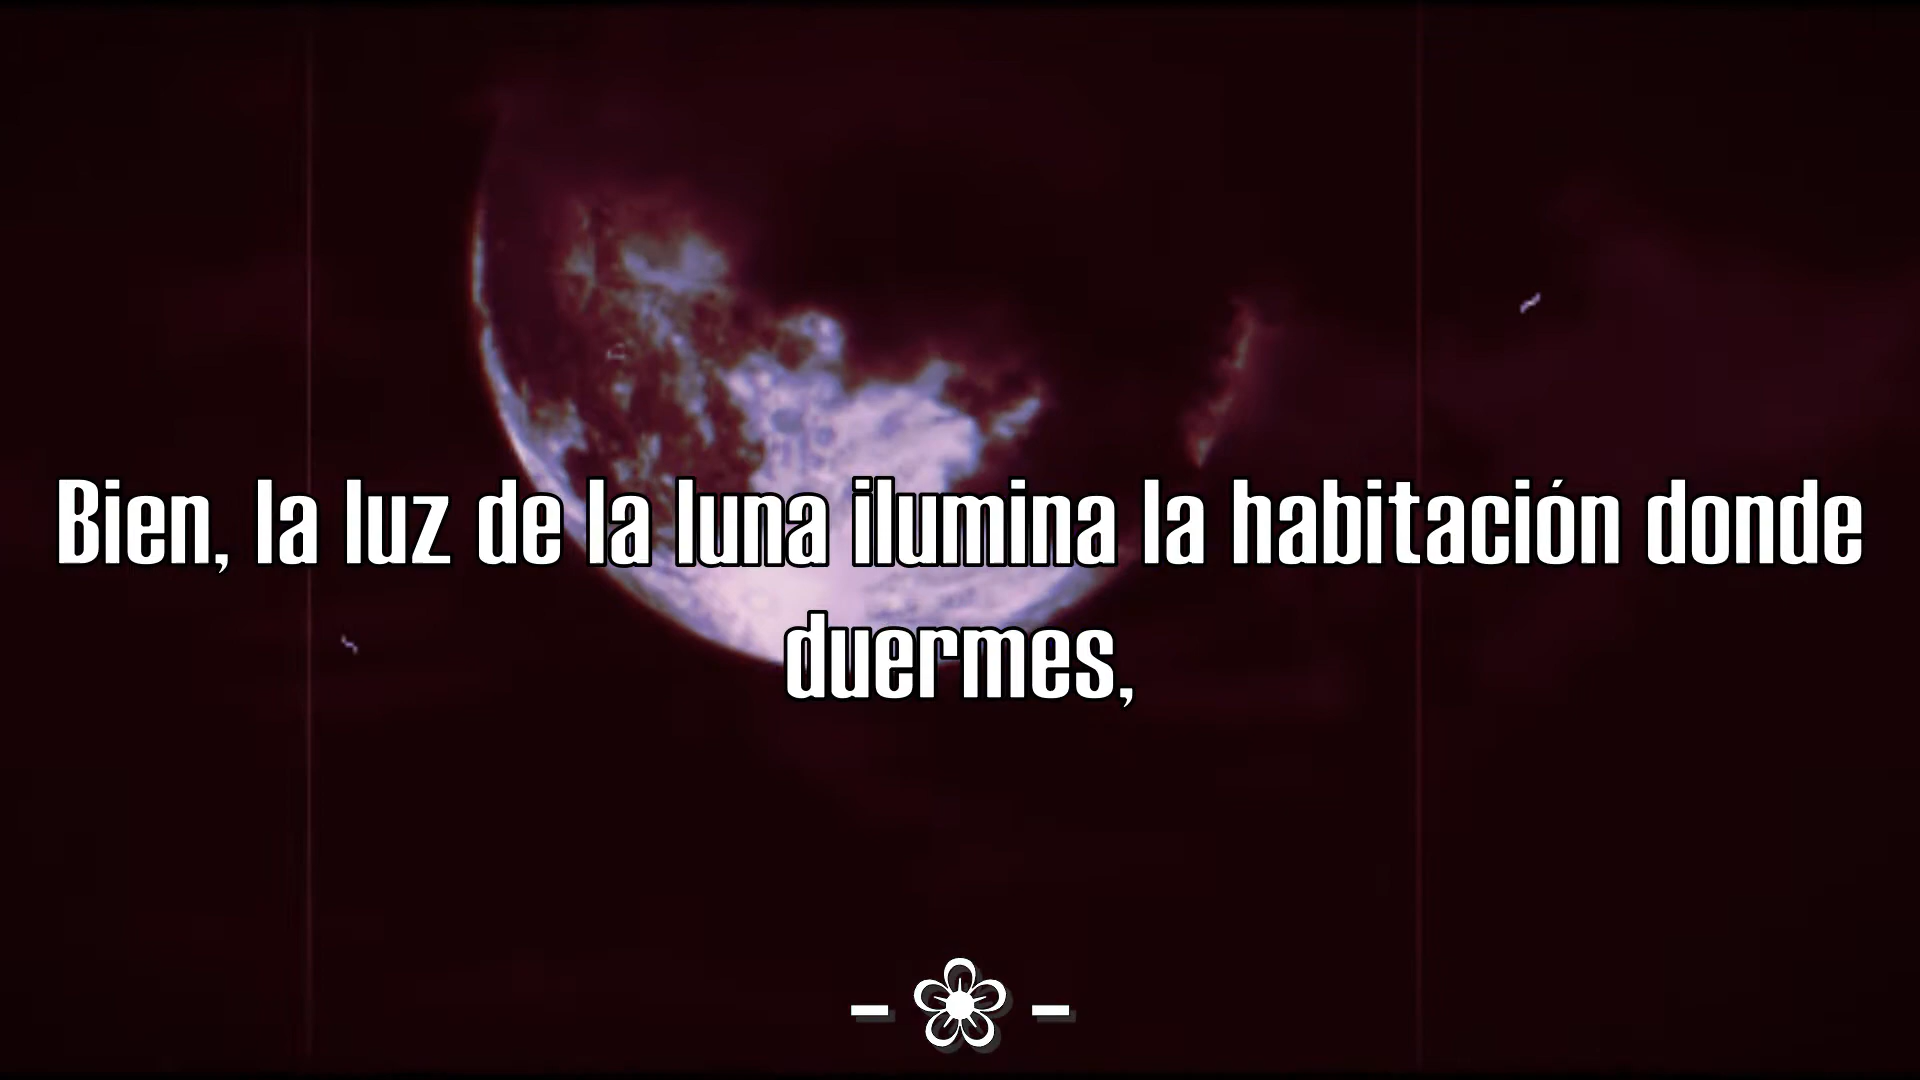 Bien, la luz de la luna ilumina la habitación donde
duermes,